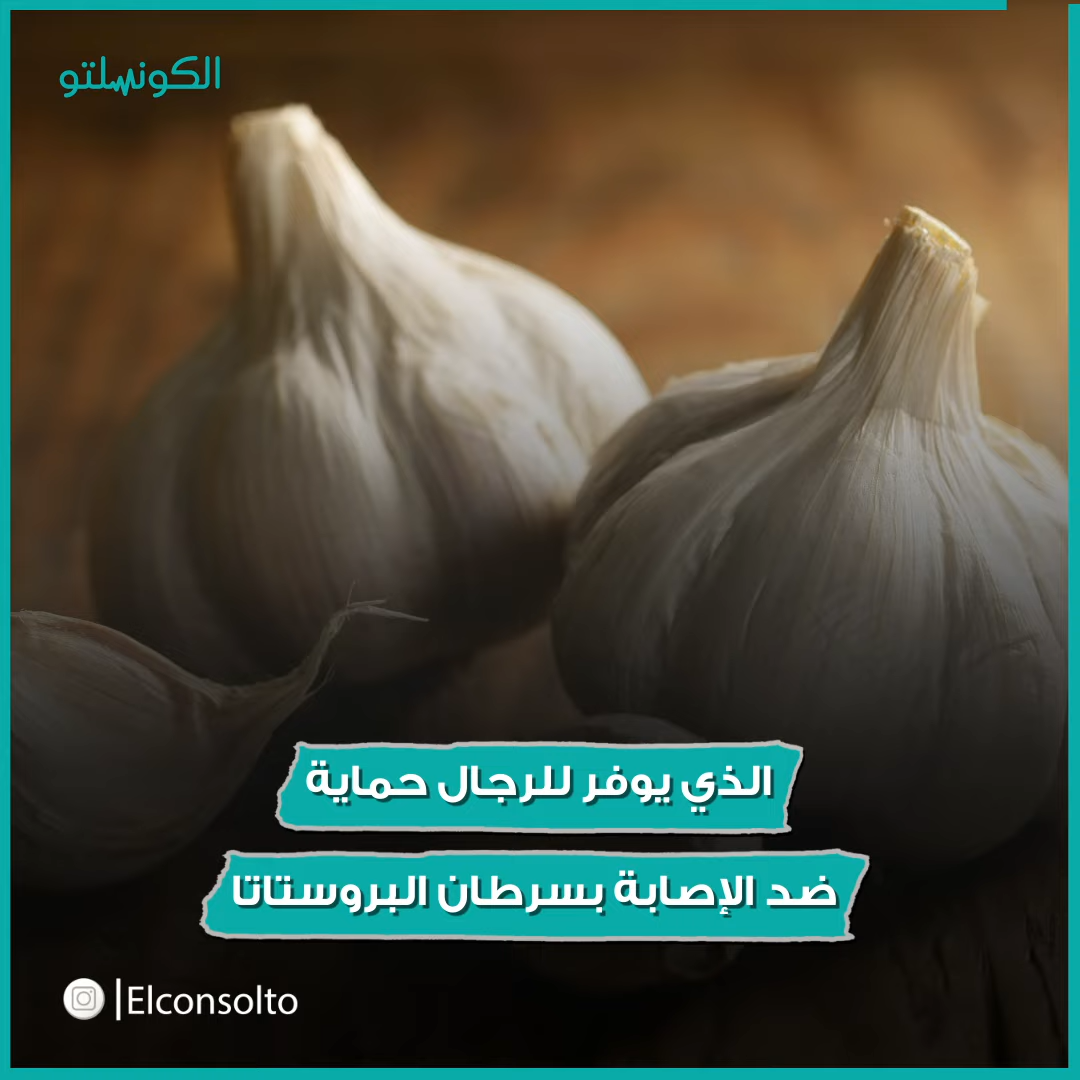 الكونسلتو
الذي يوفر للرجال حماية
ضد الإصابة بسرطان البروستاتا
|Elconsolto